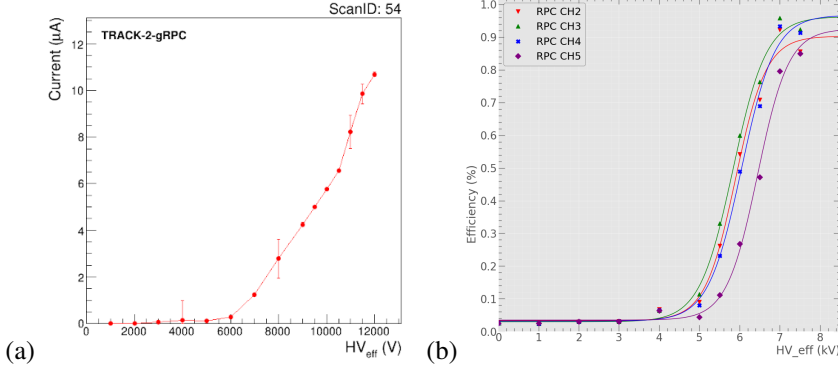 ScanID: 54
TRACK-2-gRPC
Current (µA)
12
10
8
6
4
2
0
0 2000 4000 6000 8000 10000 12000
HVeff (V)
(a)
RPC CH2
RPC CH3
RPC CH4
RPC CH5
Efficiency (%)
1.0
0.9
0.8
0.7
0.6
0.5
0.4
0.3
0.2
0.1
0.0
0 1 2 3 4 5 6 7 8
HV_eff (kV)
(b)